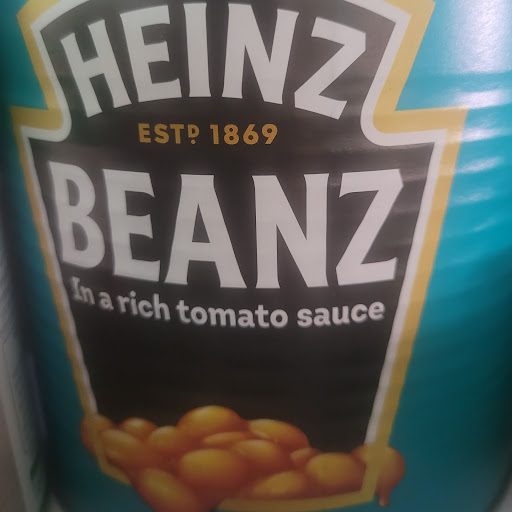 HEINZ
ESTD 1869
BEANZ
In a rich tomato sauce